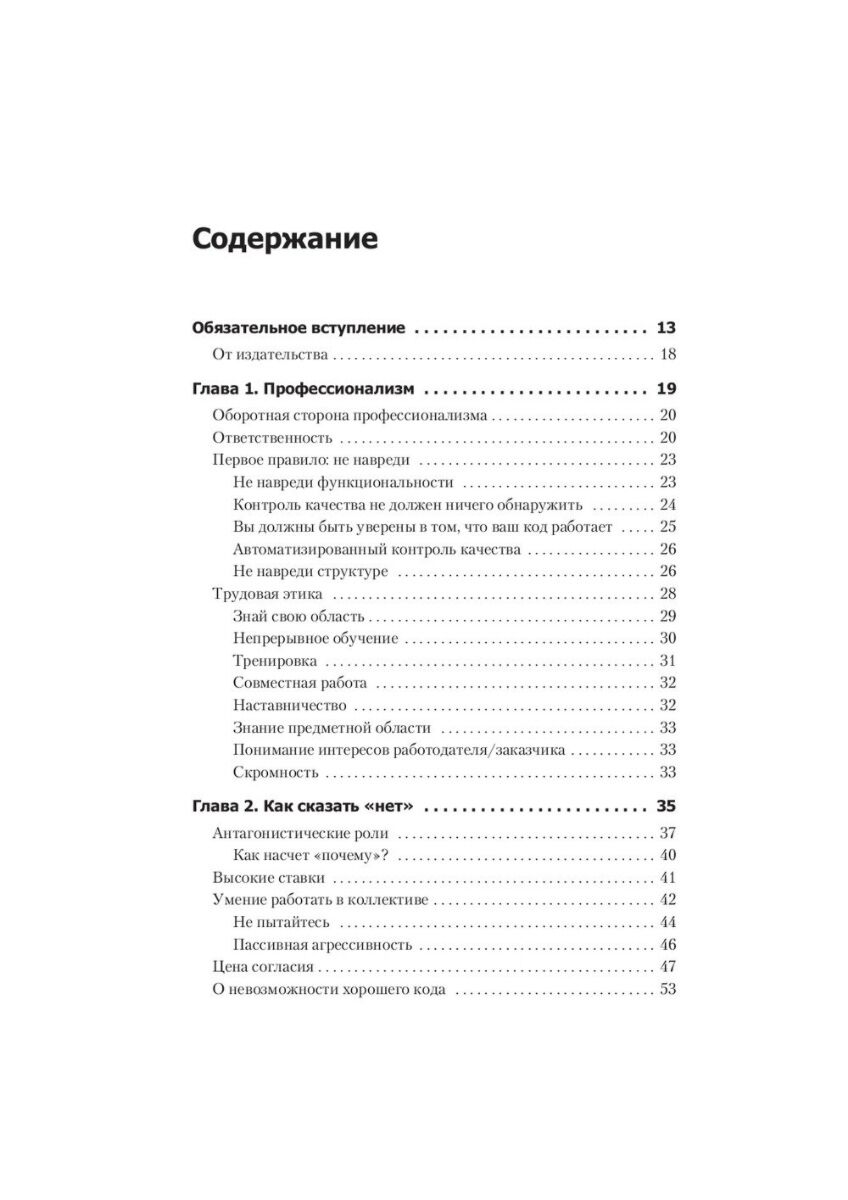 Содержание
Обязательное вступление . . . . . . . . . . . . . . . . . . . . . . . . . 13
От издательства . . . . . . . . . . . . . . . . . . . . . . . . . . . . . . . . . . . . . . . 18
Глава 1. Профессионализм . . . . . . . . . . . . . . . . . . . . . . . . 19
Оборотная сторона профессионализма . . . . . . . . . . . . . . . . . . . . 20
Ответственность . . . . . . . . . . . . . . . . . . . . . . . . . . . . . . . . . . . . . . 20
Первое правило: не навреди . . . . . . . . . . . . . . . . . . . . . . . . . . . . . 23
Не навреди функциональности . . . . . . . . . . . . . . . . . . . . . . . . 23
Контроль качества не должен ничего обнаружить . . . . . . . . . 24
Вы должны быть уверены в том, что ваш код работает . . . . . 25
Автоматизированный контроль качества . . . . . . . . . . . . . . . . 26
Не навреди структуре . . . . . . . . . . . . . . . . . . . . . . . . . . . . . . . 26
Трудовая этика . . . . . . . . . . . . . . . . . . . . . . . . . . . . . . . . . . . . . . . 28
Знай свою область . . . . . . . . . . . . . . . . . . . . . . . . . . . . . . . . . . . 29
Непрерывное обучение . . . . . . . . . . . . . . . . . . . . . . . . . . . . . . . 30
Тренировка . . . . . . . . . . . . . . . . . . . . . . . . . . . . . . . . . . . . . . . . 31
Совместная работа . . . . . . . . . . . . . . . . . . . . . . . . . . . . . . . . . . 32
Наставничество . . . . . . . . . . . . . . . . . . . . . . . . . . . . . . . . . . . . 32
Знание предметной области . . . . . . . . . . . . . . . . . . . . . . . . . . 33
Понимание интересов работодателя/заказчика . . . . . . . . . . . 33
Скромность . . . . . . . . . . . . . . . . . . . . . . . . . . . . . . . . . . . . . . . . 33
Глава 2. Как сказать «нет» . . . . . . . . . . . . . . . . . . . . . . . . 35
Антагонистические роли . . . . . . . . . . . . . . . . . . . . . . . . . . . . . . . 37
Как насчет «почему»? . . . . . . . . . . . . . . . . . . . . . . . . . . . . . . . 40
Высокие ставки . . . . . . . . . . . . . . . . . . . . . . . . . . . . . . . . . . . . . . . 41
Умение работать в коллективе . . . . . . . . . . . . . . . . . . . . . . . . . . . 42
Не пытайтесь . . . . . . . . . . . . . . . . . . . . . . . . . . . . . . . . . . . . . . 44
Пассивная агрессивность . . . . . . . . . . . . . . . . . . . . . . . . . . . . . 46
Цена согласия . . . . . . . . . . . . . . . . . . . . . . . . . . . . . . . . . . . . . . . . . 47
О невозможности хорошего кода . . . . . . . . . . . . . . . . . . . . . . . . 53